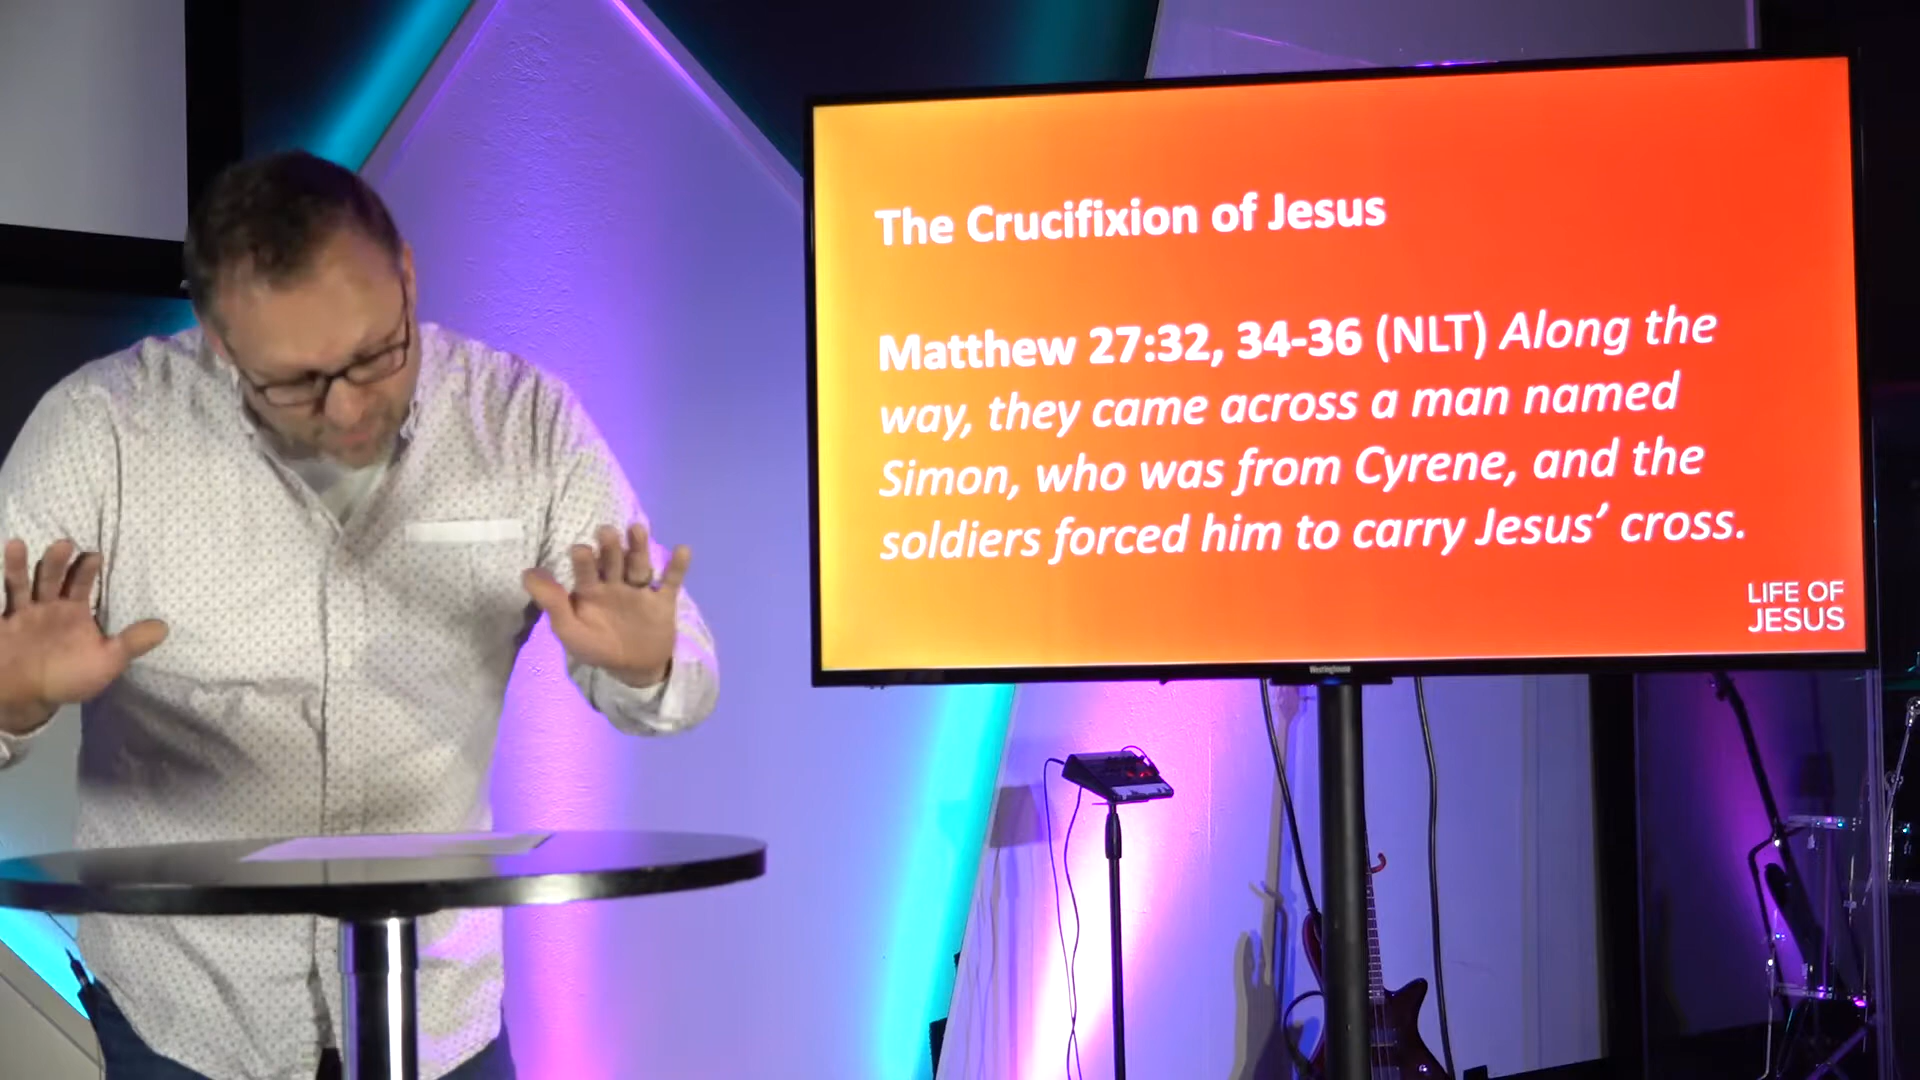 The Crucifixion of Jesus
Matthew 27:32, 34-36 (NLT) Along the
way, they came across a man named
Simon, who was from Cyrene, and the
soldiers forced him to carry Jesus’ cross.
LIFE OF
JESUS
Westinghouse